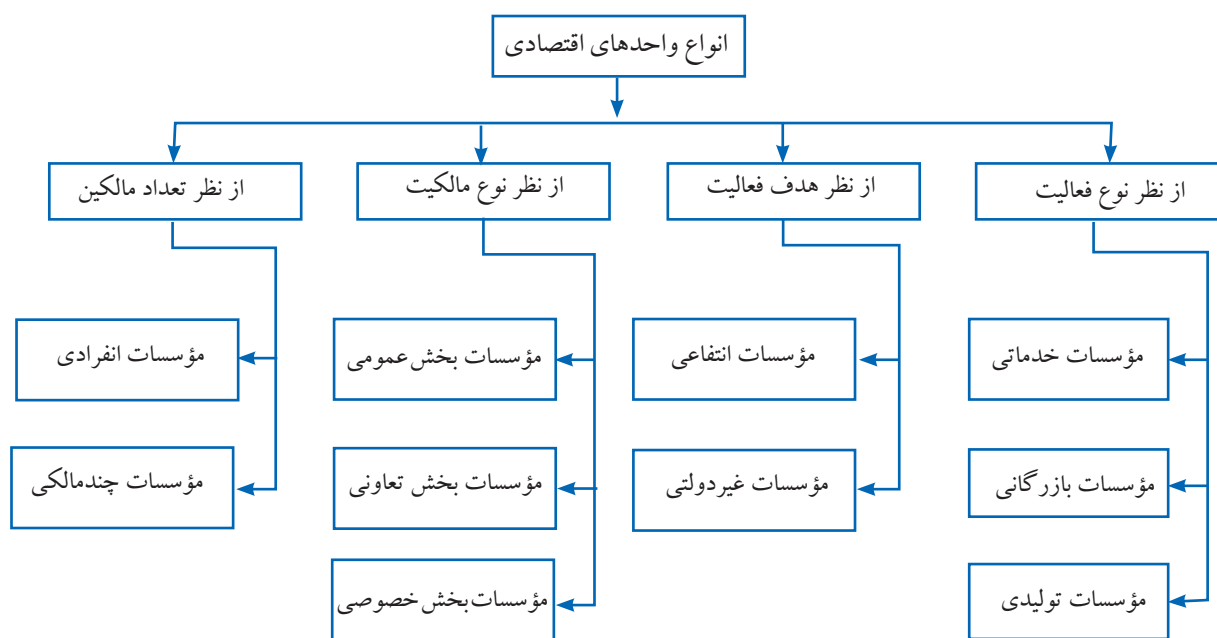 انواع واحدهای اقتصادی
از نظر نوع فعالیت
از نظر هدف فعالیت
از نظر نوع مالکیت
از نظر تعداد مالکین
مؤسسات خدماتی
مؤسسات انتفاعی
مؤسسات بخش عمومی
مؤسسات انفرادی
مؤسسات بازرگانی
مؤسسات غیردولتی
مؤسسات بخش تعاونی
مؤسسات چندمالکی
مؤسسات تولیدی
مؤسسات بخش خصوصی